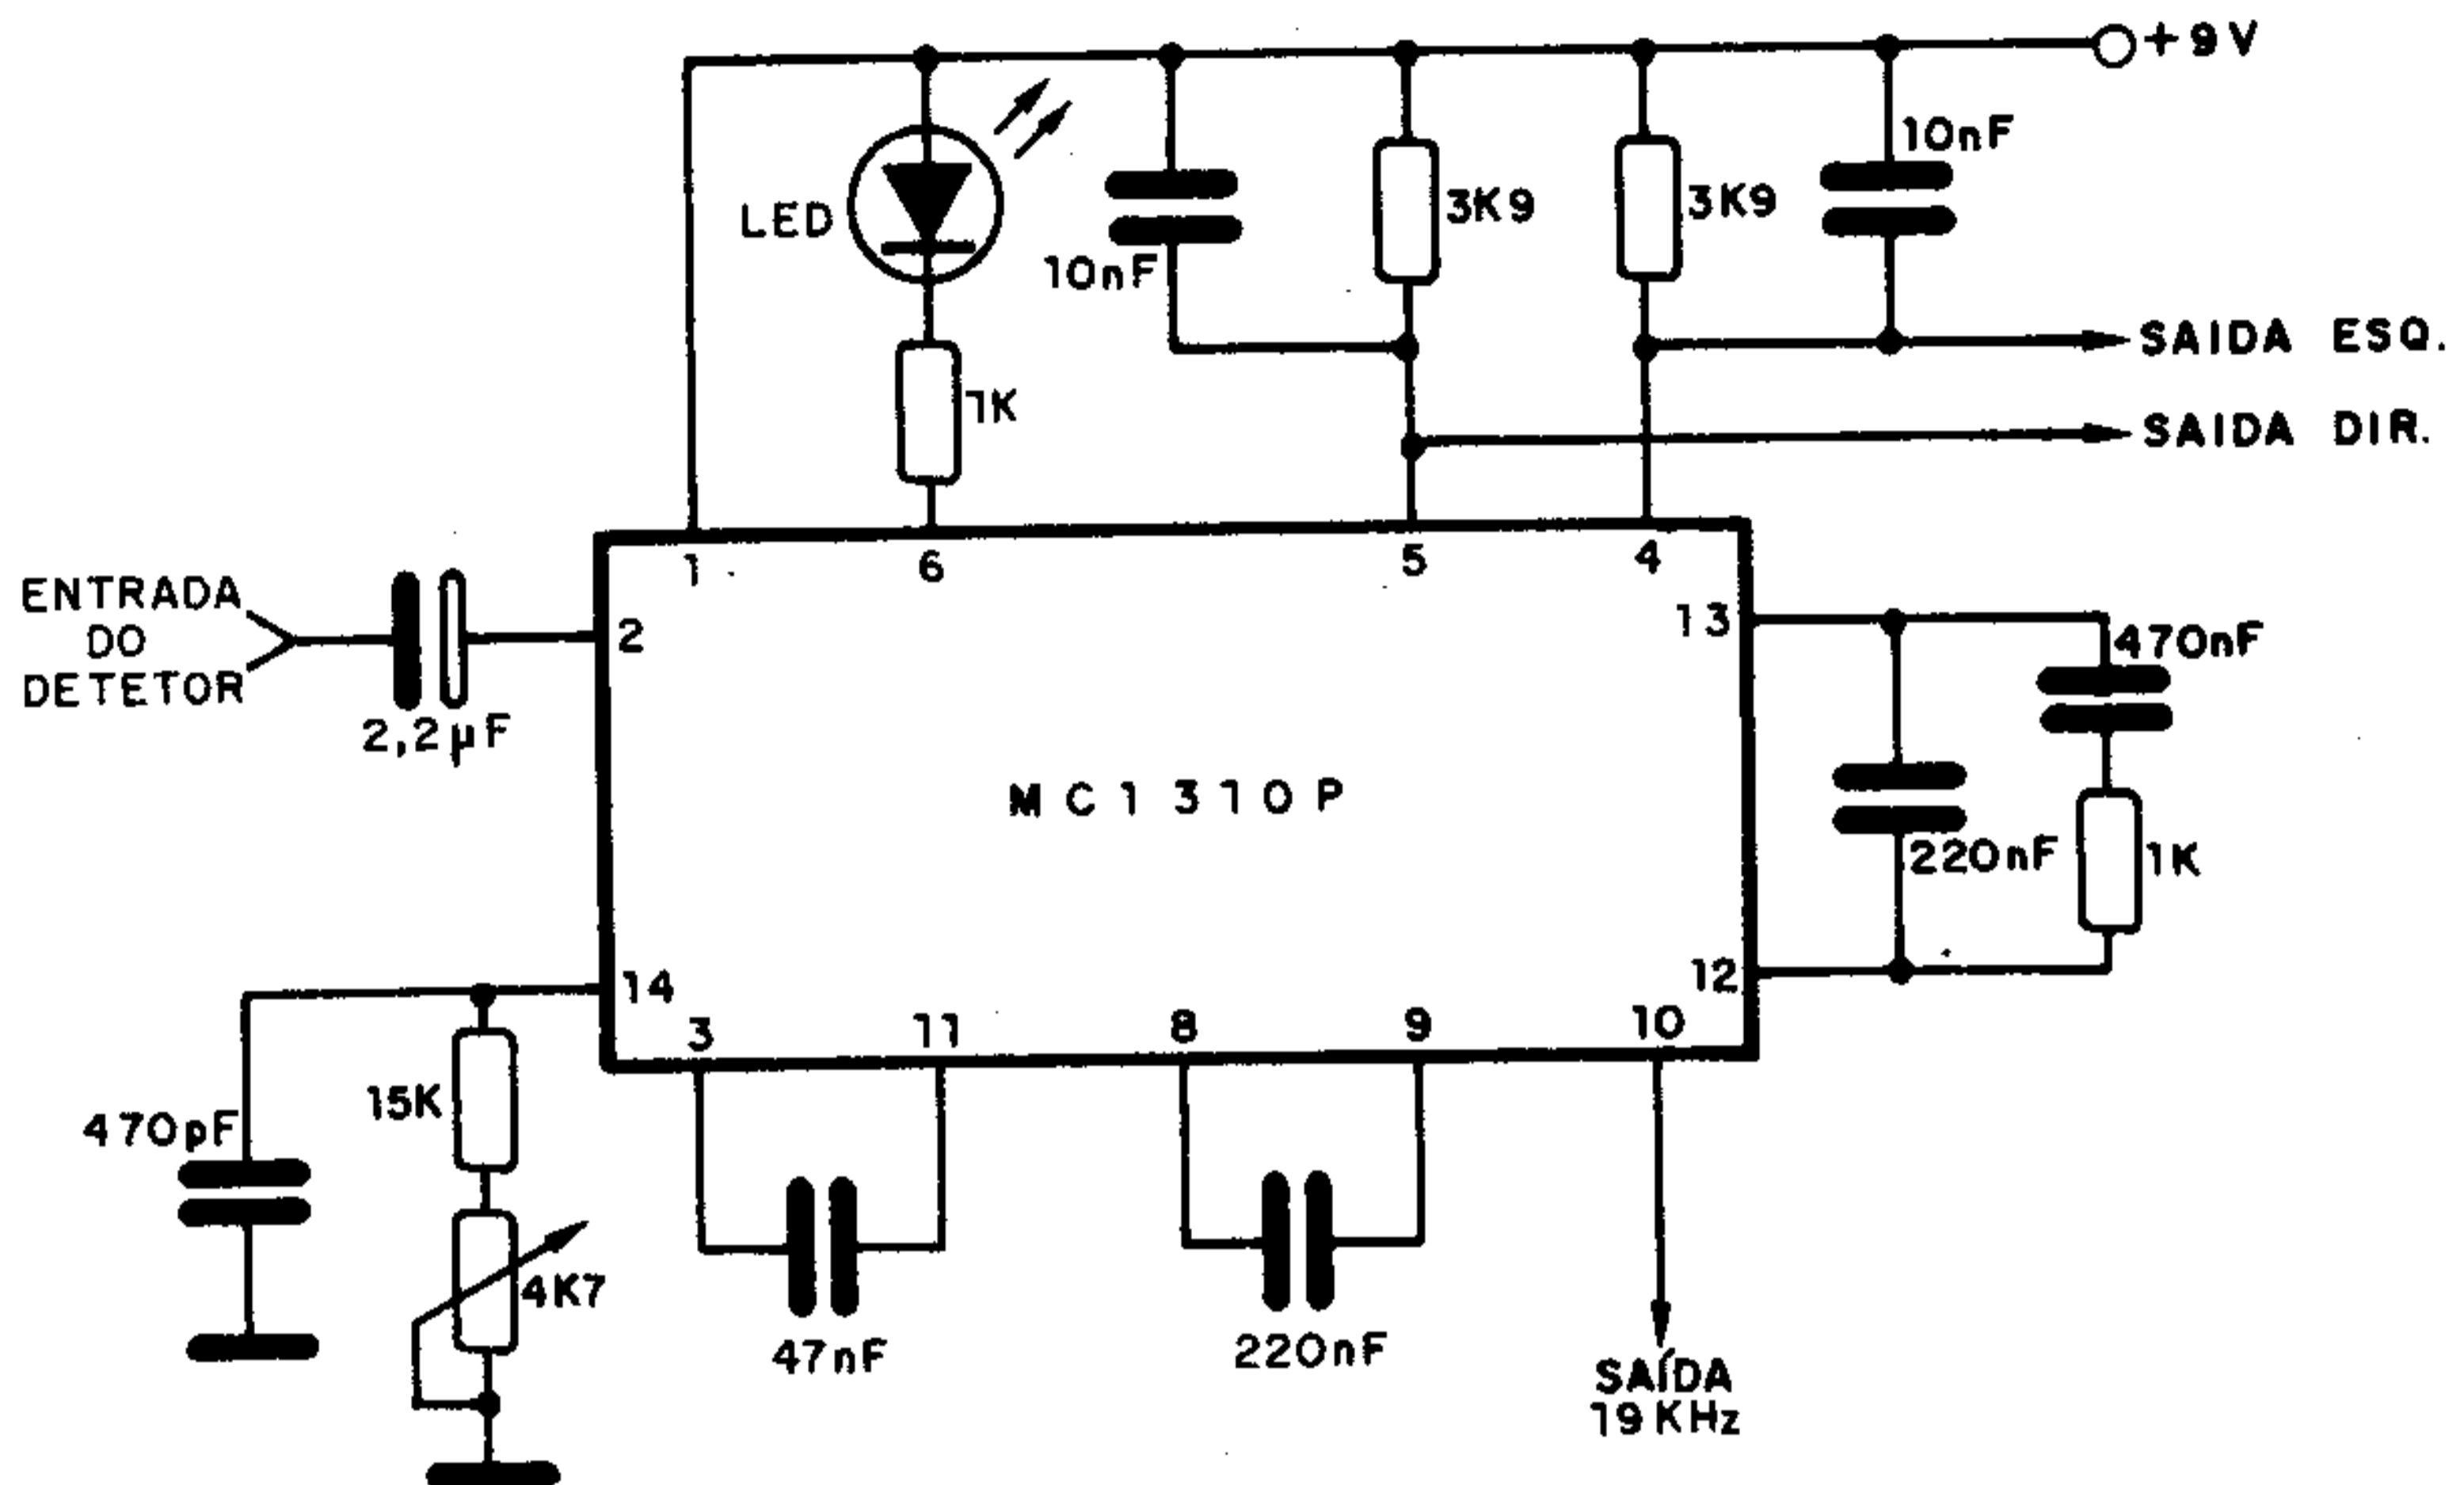 +9V
10nF
LED
10nF
3K9
3K9
SAIDA ESQ.
1K
SAIDA DIR.
1
6
5
4
ENTRADA
DO
DETETOR
2
13
470nF
2,2µF
MC1310P
220nF
1K
14
12
3
11
8
9
10
15K
470pF
4K7
47nF
220nF
SAÍDA
19KHz